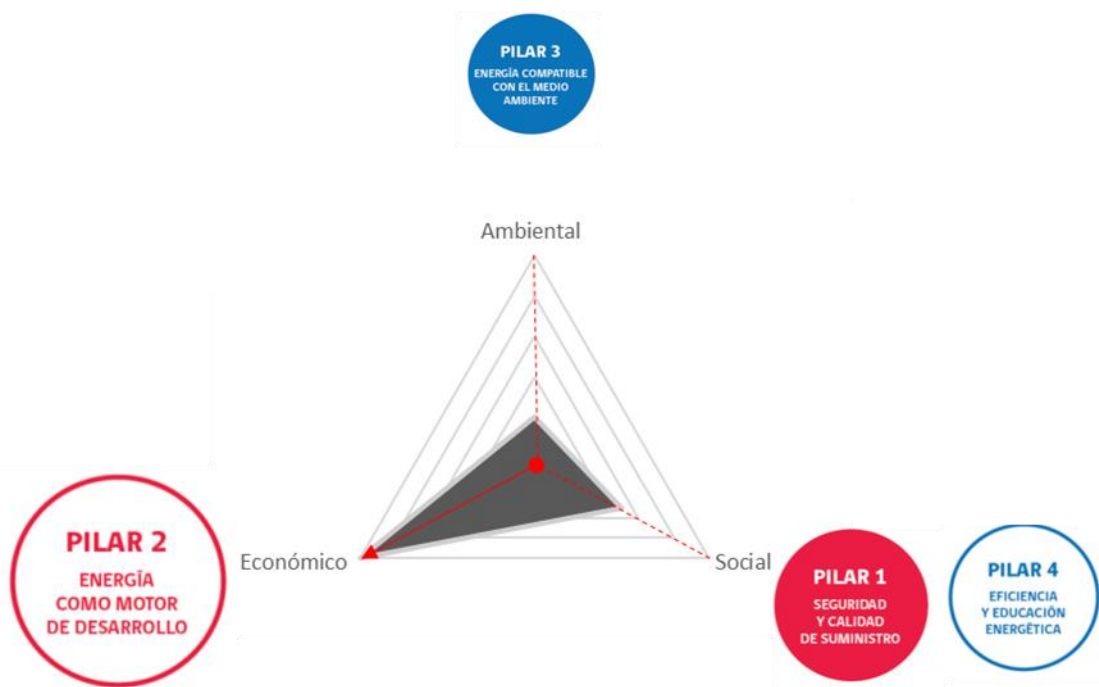 PILAR 3
ENERGÍA COMPATIBLE
CON EL MEDIO
AMBIENTE
Ambiental
Económico
Social
PILAR 2
ENERGÍA
COMO MOTOR
DE DESARROLLO
PILAR 1
SEGURIDAD
Y CALIDAD
DE SUMINISTRO
PILAR 4
EFICIENCIA
Y EDUCACIÓN
ENERGÉTICA